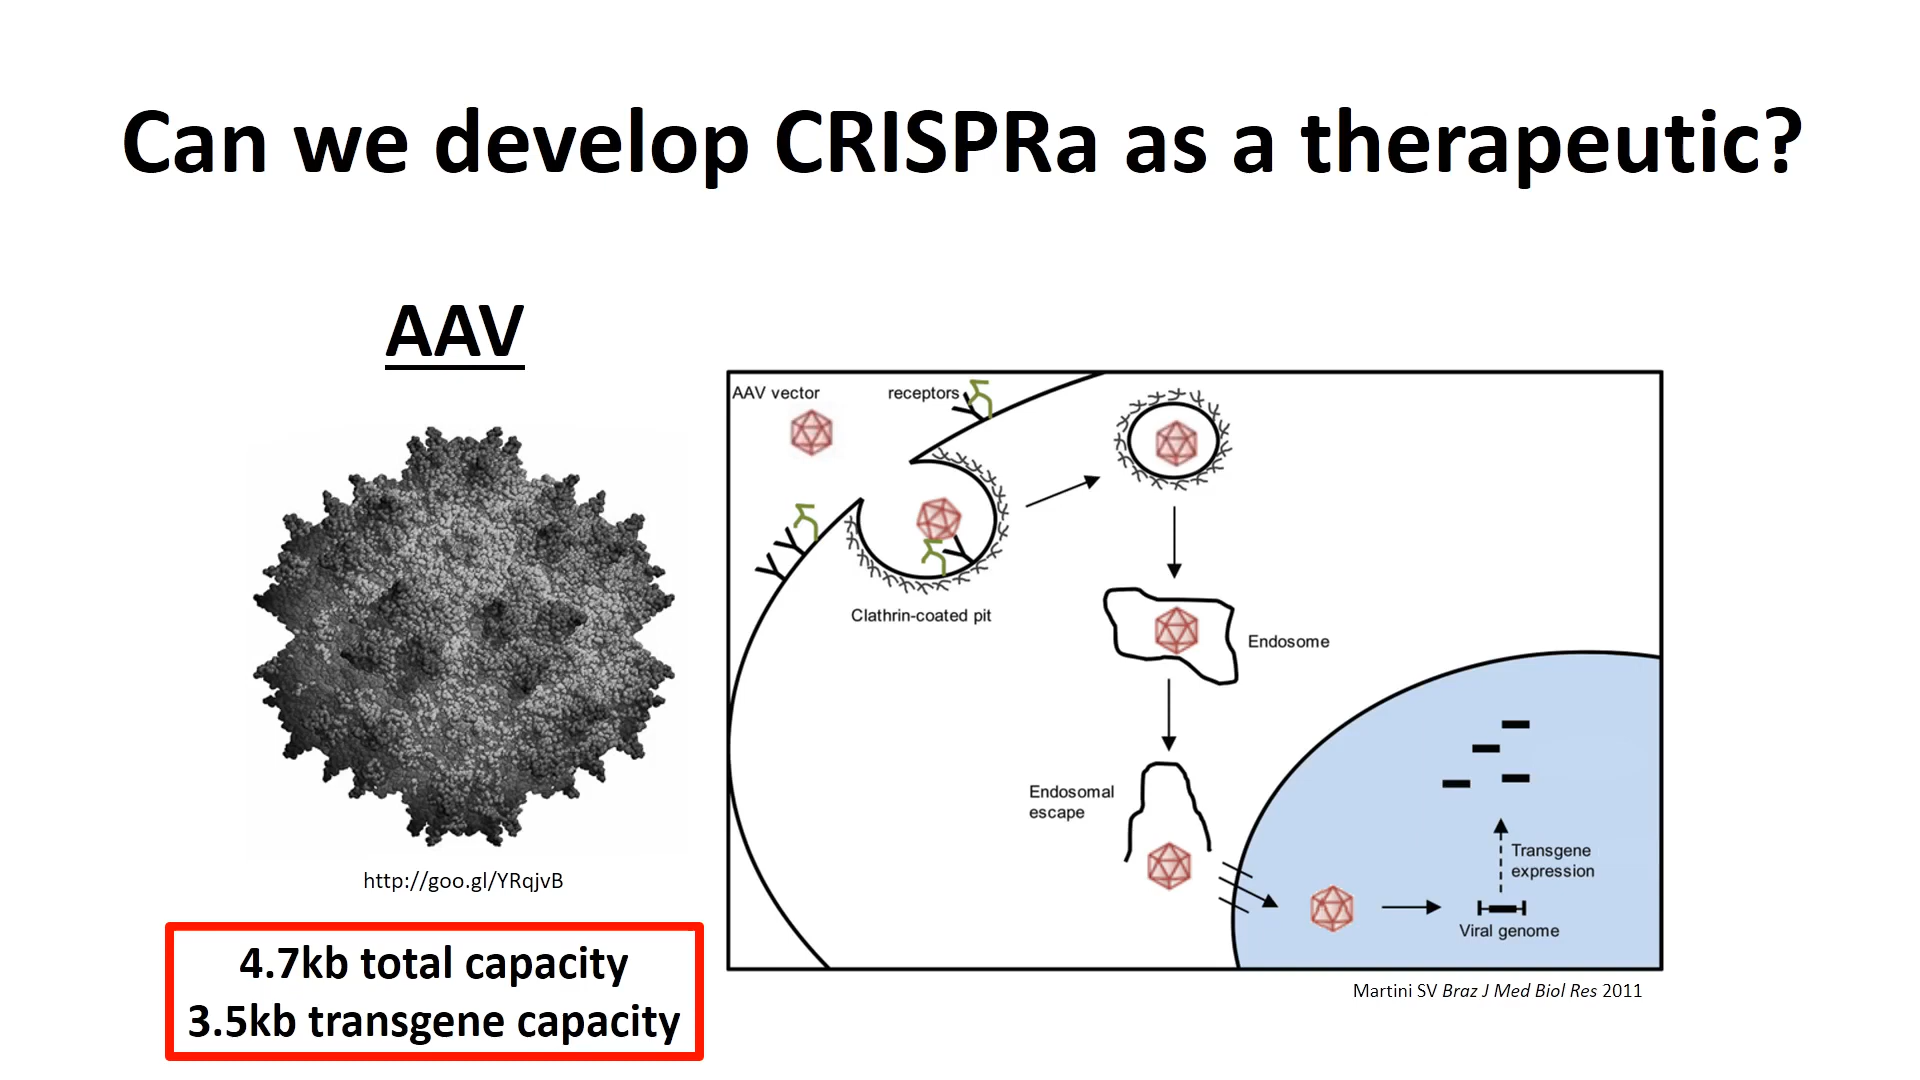 Can we develop CRISPRa as a therapeutic?
AAV
http://goo.gl/YRqjvB
4.7kb total capacity
3.5kb transgene capacity
AAV vector
receptors
Clathrin-coated pit
Endosome
Endosomal
escape
Transgene
expression
Viral genome
Martini SV Braz J Med Biol Res 2011